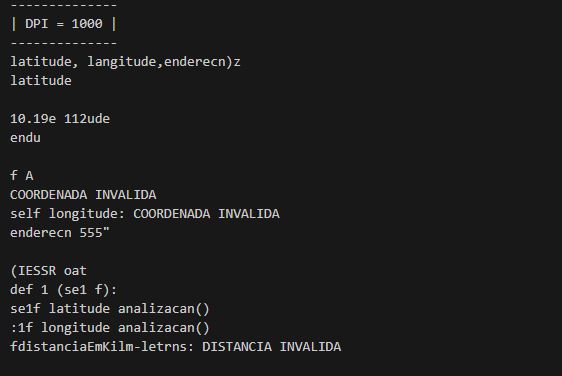 --------------
| DPI = 1000 |
--------------
latitude, langitude,enderecn)z
latitude
10.19e 112ude
endu
f A
COORDENADA INVALIDA
self longitude: COORDENADA INVALIDA
enderecn 555"
(IESSR oat
def 1 (se1 f):
se1f latitude analizacan()
:1f longitude analizacan()
fdistanciaEmKilm-letrns: DISTANCIA INVALIDA